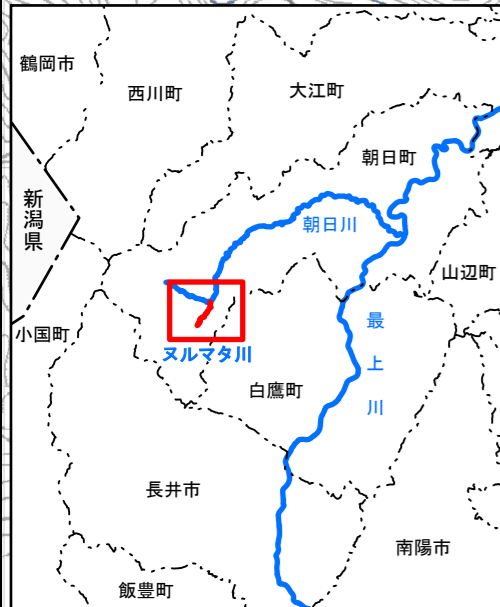 鶴岡市
西川町
大江町
朝日町
新潟県
朝日川
山辺町
小国町
最上川
ヌルマタ川
白鷹町
長井市
南陽市
飯豊町